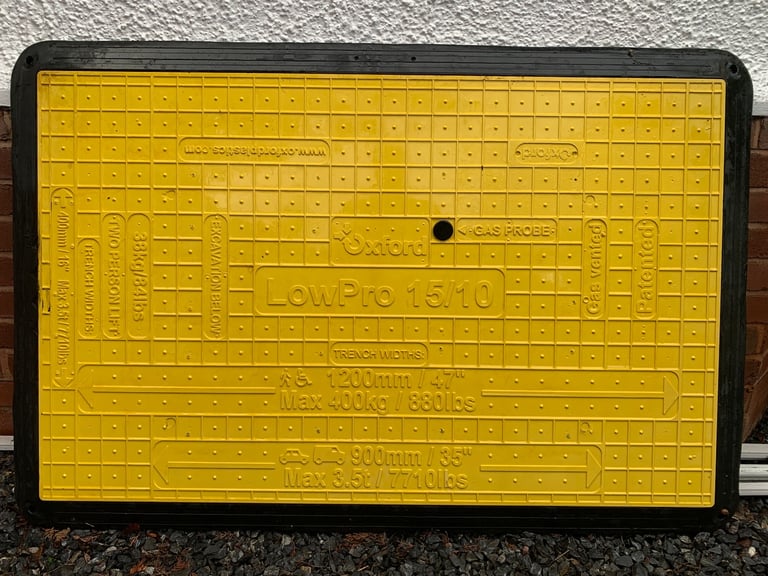 www.oxfordplastics.com
Oxford
400mm / 16" Max 3.5t / 7710lbs
TRENCH WIDTHS:
TWO PERSON LIFT
38kg/84lbs
EXCAVATION BELOW
Oxford
GAS PROBE
Gas vented
Patented
LowPro 15/10
TRENCH WIDTHS:
1200mm / 47"
Max 400kg / 880lbs
900mm / 35"
Max 3.5t / 7710lbs